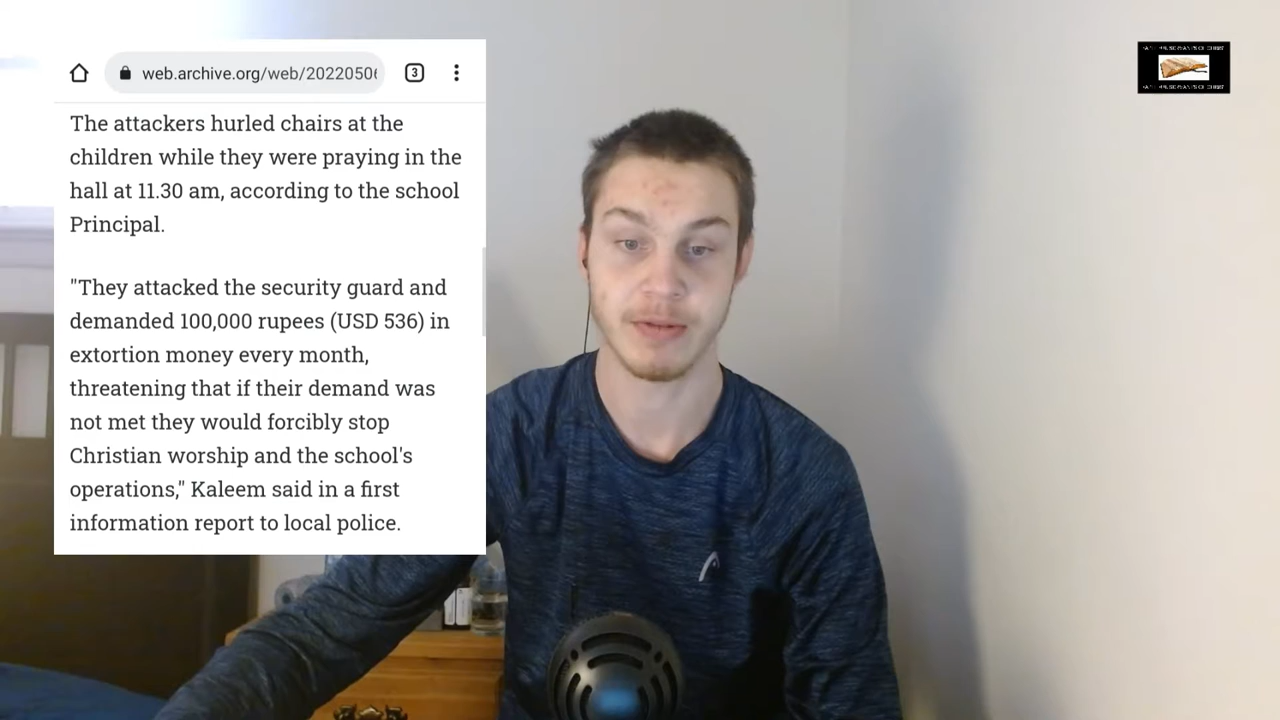 web.archive.org/web/2022050
3
The attackers hurled chairs at the
children while they were praying in the
hall at 11.30 am, according to the school
Principal.
"They attacked the security guard and
demanded 100,000 rupees (USD 536) in
extortion money every month,
threatening that if their demand was
not met they would forcibly stop
Christian worship and the school's
operations," Kaleem said in a first
information report to local police.